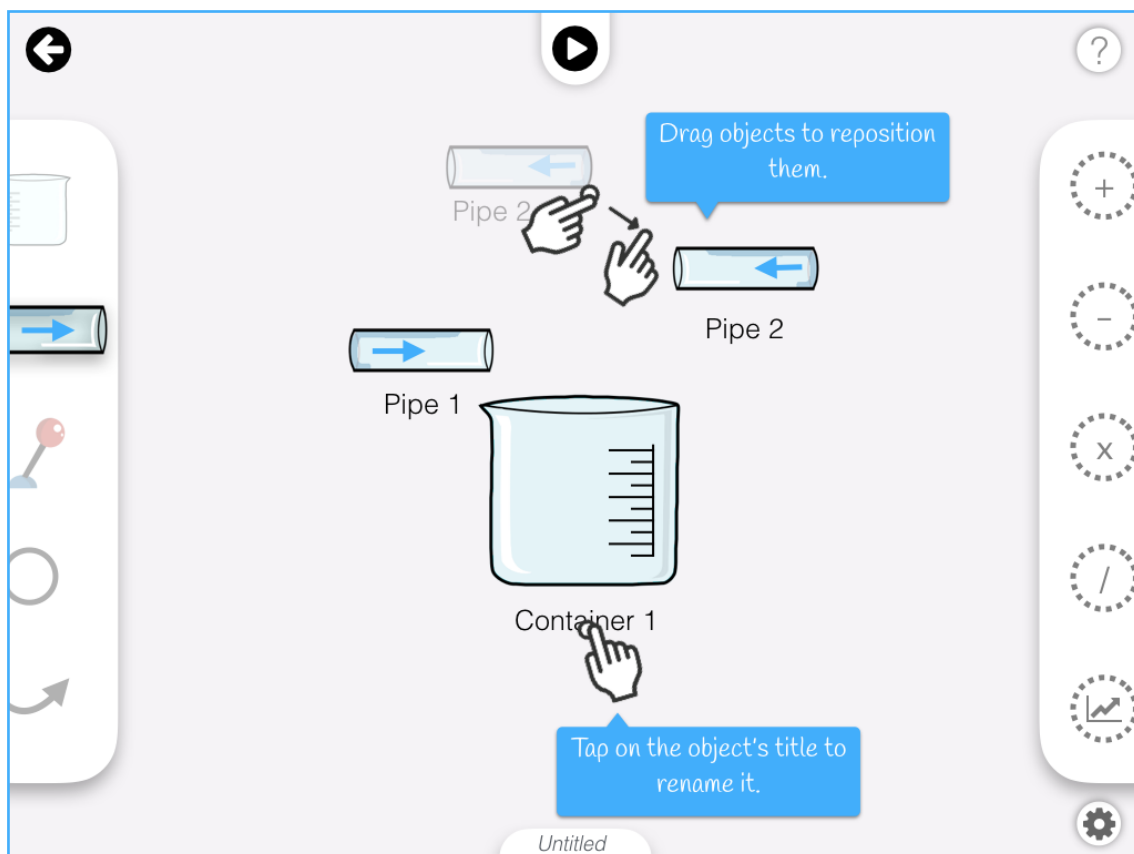 ?
Drag objects to reposition
them.
+
Pipe 2
-
Pipe 2
Pipe 1
x
/
Container 1
Tap on the object's title to
rename it.
Untitled